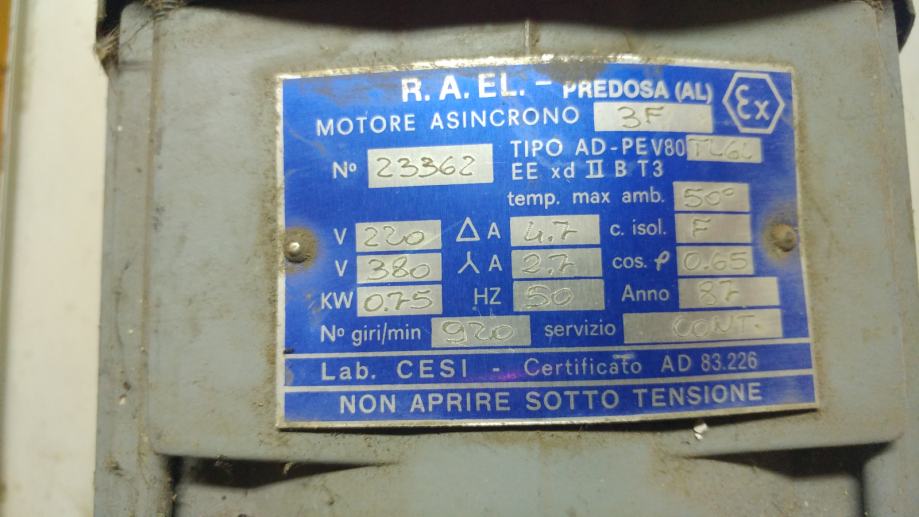 R. A. EL. - PREDOSA (AL) Ex
MOTORE ASINCRONO 3F
Nº 23362 TIPO AD-PEV80
EE xd II B T3
temp. max amb. 50°
V 220 Δ A 4.7 c. isol. F
V 380 ⅄ A 2.7 cos. φ 0.65
KW 0.75 HZ 50 Anno 87
Nº giri/min 920 servizio CONT.
Lab. CESI - Certificato AD 83.226
NON APRIRE SOTTO TENSIONE